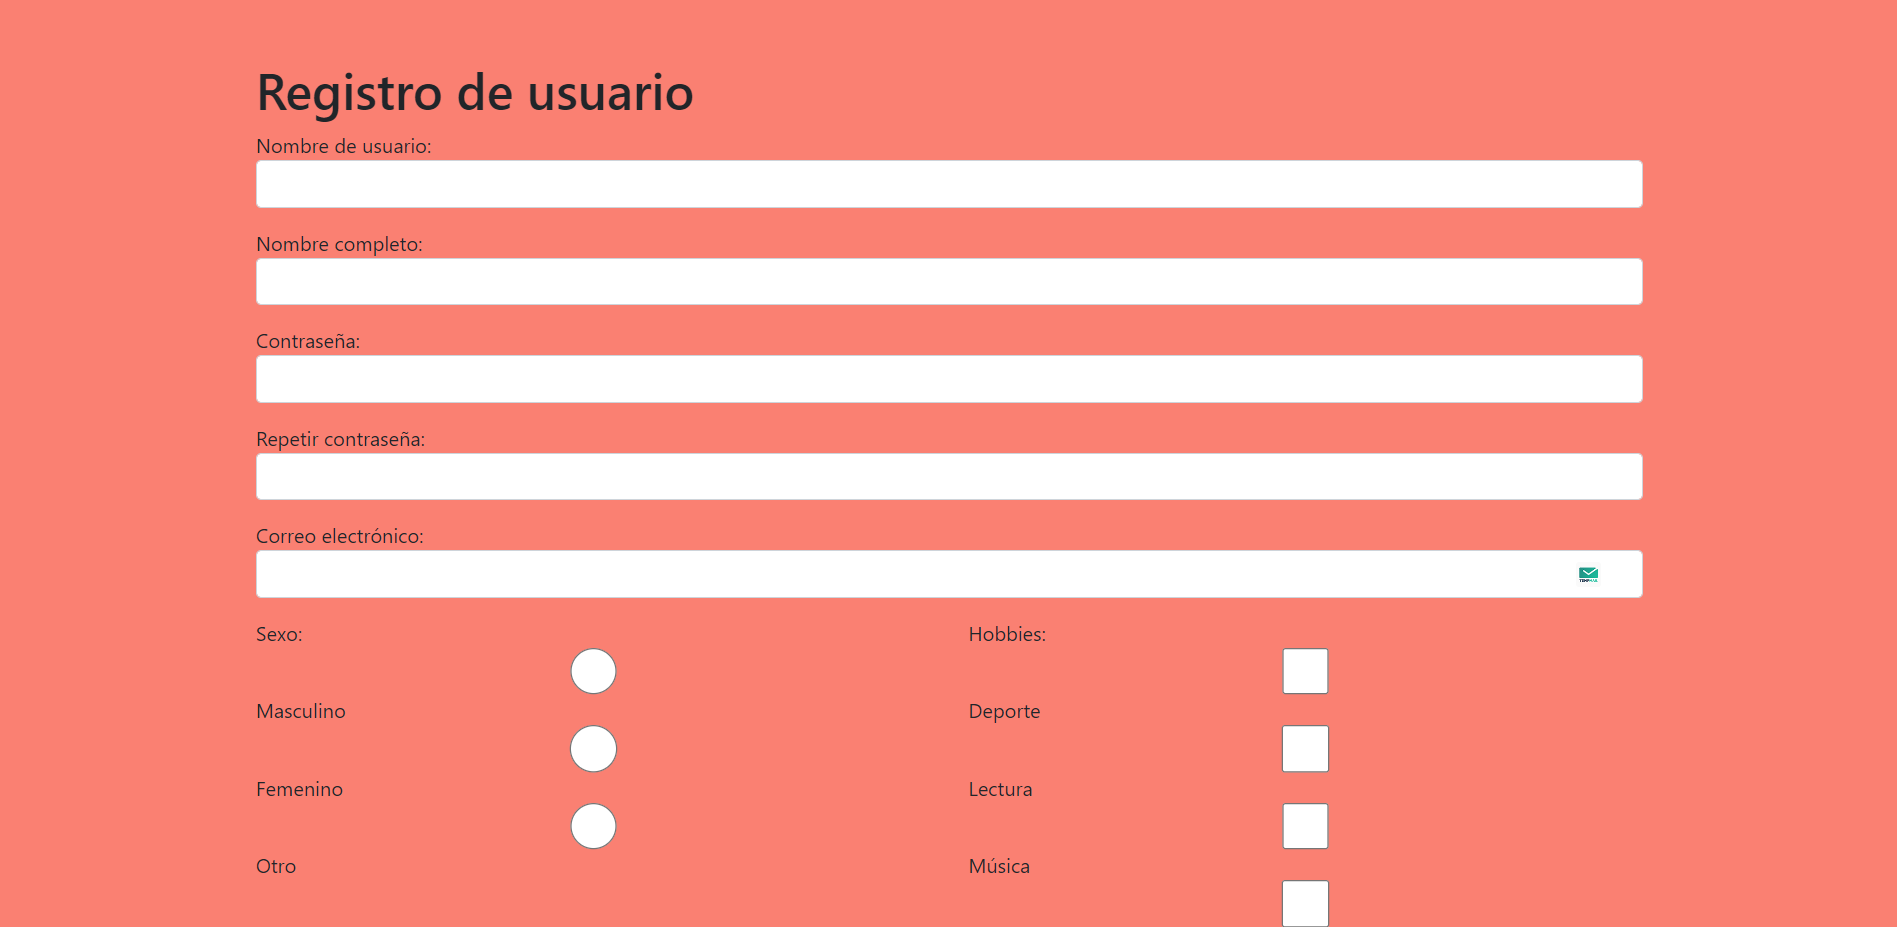 Registro de usuario
Nombre de usuario:
Nombre completo:
Contraseña:
Repetir contraseña:
Correo electrónico:
TEMPMAIL
Sexo:
Hobbies:
Masculino
Deporte
Femenino
Lectura
Otro
Música